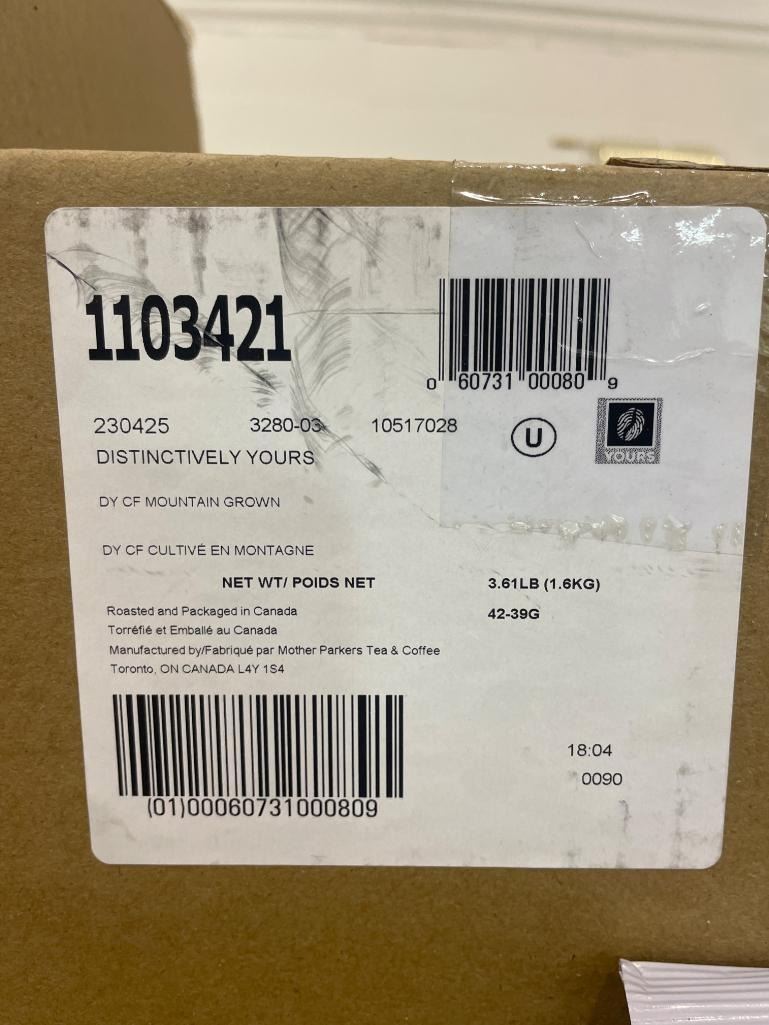 1103421
0 60731 00080 9
230425 3280-03 10517028
U
YOURS
DISTINCTIVELY YOURS
DY CF MOUNTAIN GROWN
DY CF CULTIVÉ EN MONTAGNE
NET WT/ POIDS NET 3.61LB (1.6KG)
Roasted and Packaged in Canada 42-39G
Torréfié et Emballé au Canada
Manufactured by/Fabriqué par Mother Parkers Tea & Coffee
Toronto, ON CANADA L4Y 1S4
18:04
0090
(01)00060731000809